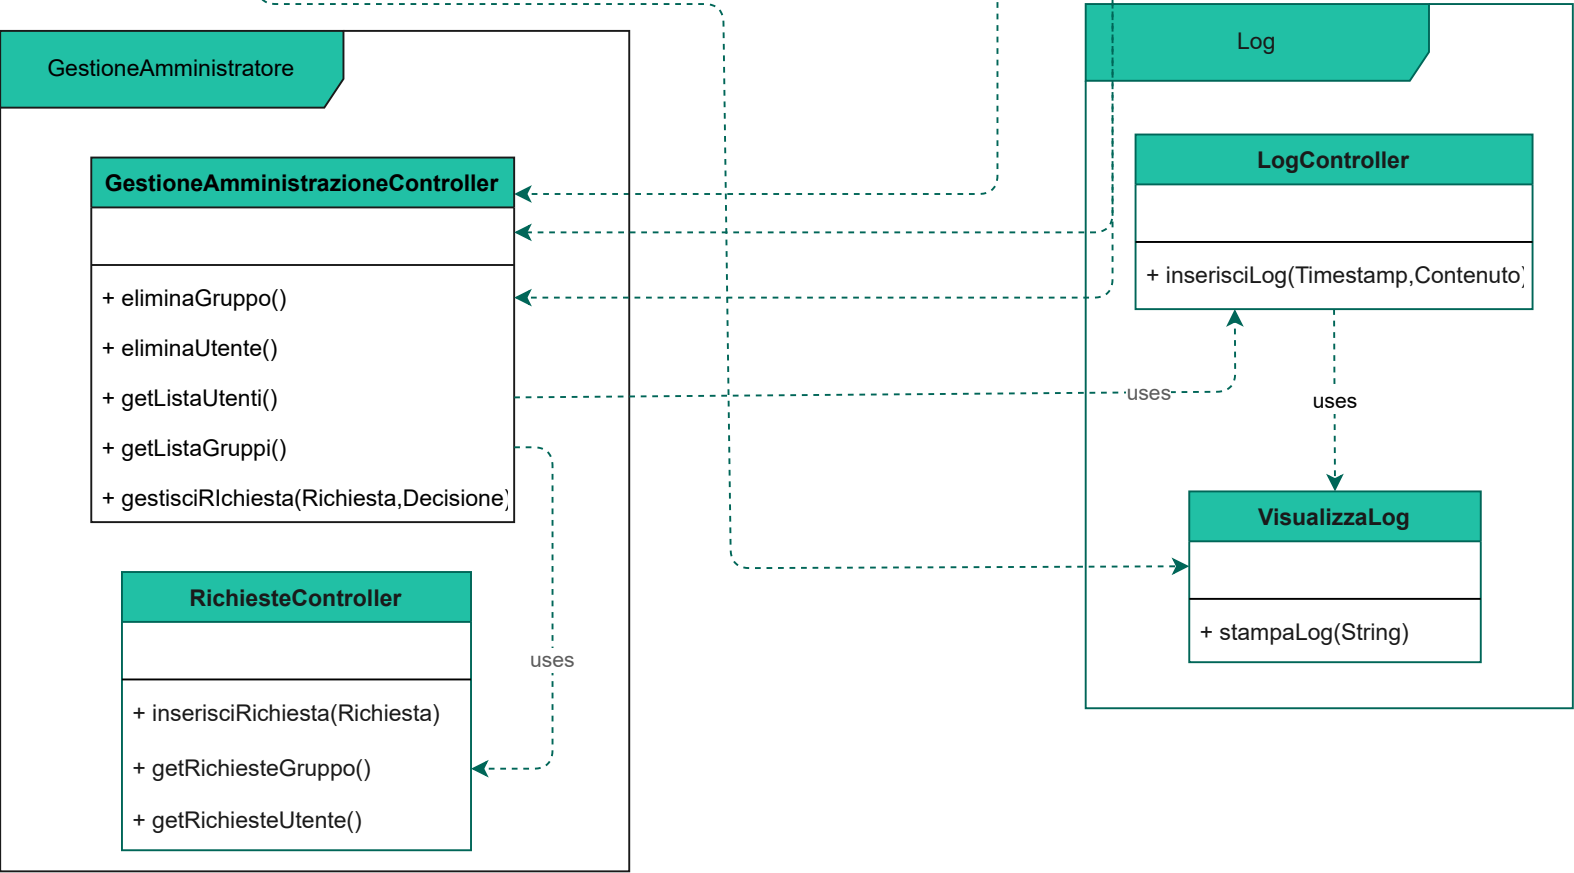 GestioneAmministratore
GestioneAmministrazioneController
+ eliminaGruppo()
+ eliminaUtente()
+ getListaUtenti()
+ getListaGruppi()
+ gestisciRIchiesta(Richiesta,Decisione)
RichiesteController
+ inserisciRichiesta(Richiesta)
+ getRichiesteGruppo()
+ getRichiesteUtente()
uses
uses
Log
LogController
+ inserisciLog(Timestamp,Contenuto)
uses
VisualizzaLog
+ stampaLog(String)